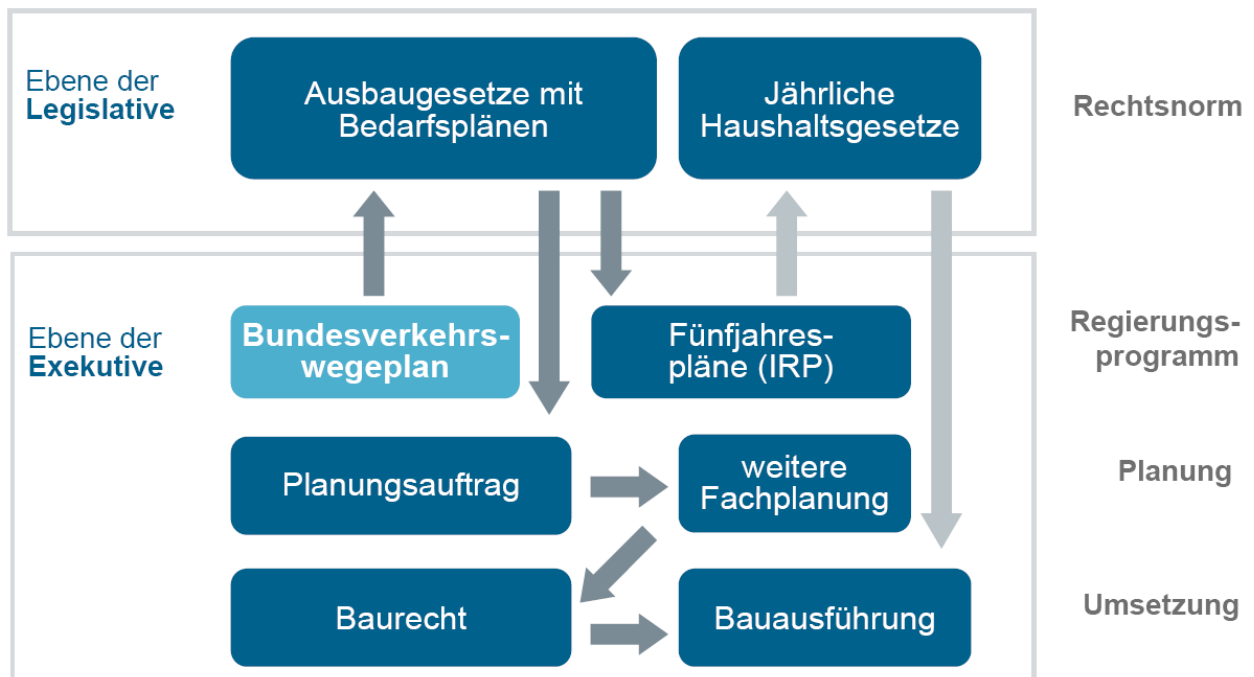 Ebene der
Legislative
Ausbaugesetze mit
Bedarfsplänen
Jährliche
Haushaltsgesetze
Rechtsnorm
Ebene der
Exekutive
Bundesverkehrs-
wegeplan
Fünfjahres-
pläne (IRP)
Regierungs-
programm
Planungsauftrag
weitere
Fachplanung
Planung
Baurecht
Bauausführung
Umsetzung